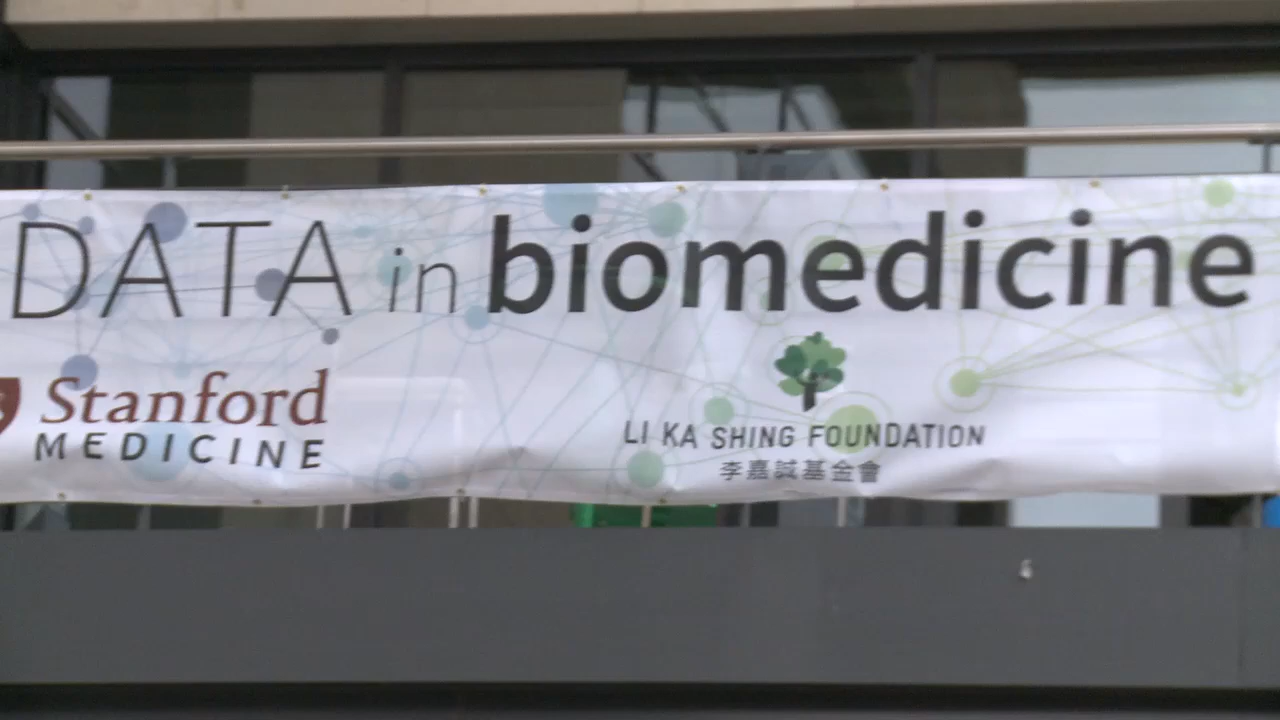 DATA in biomedicine
Stanford
MEDICINE
LI KA SHING FOUNDATION
李嘉誠基金會